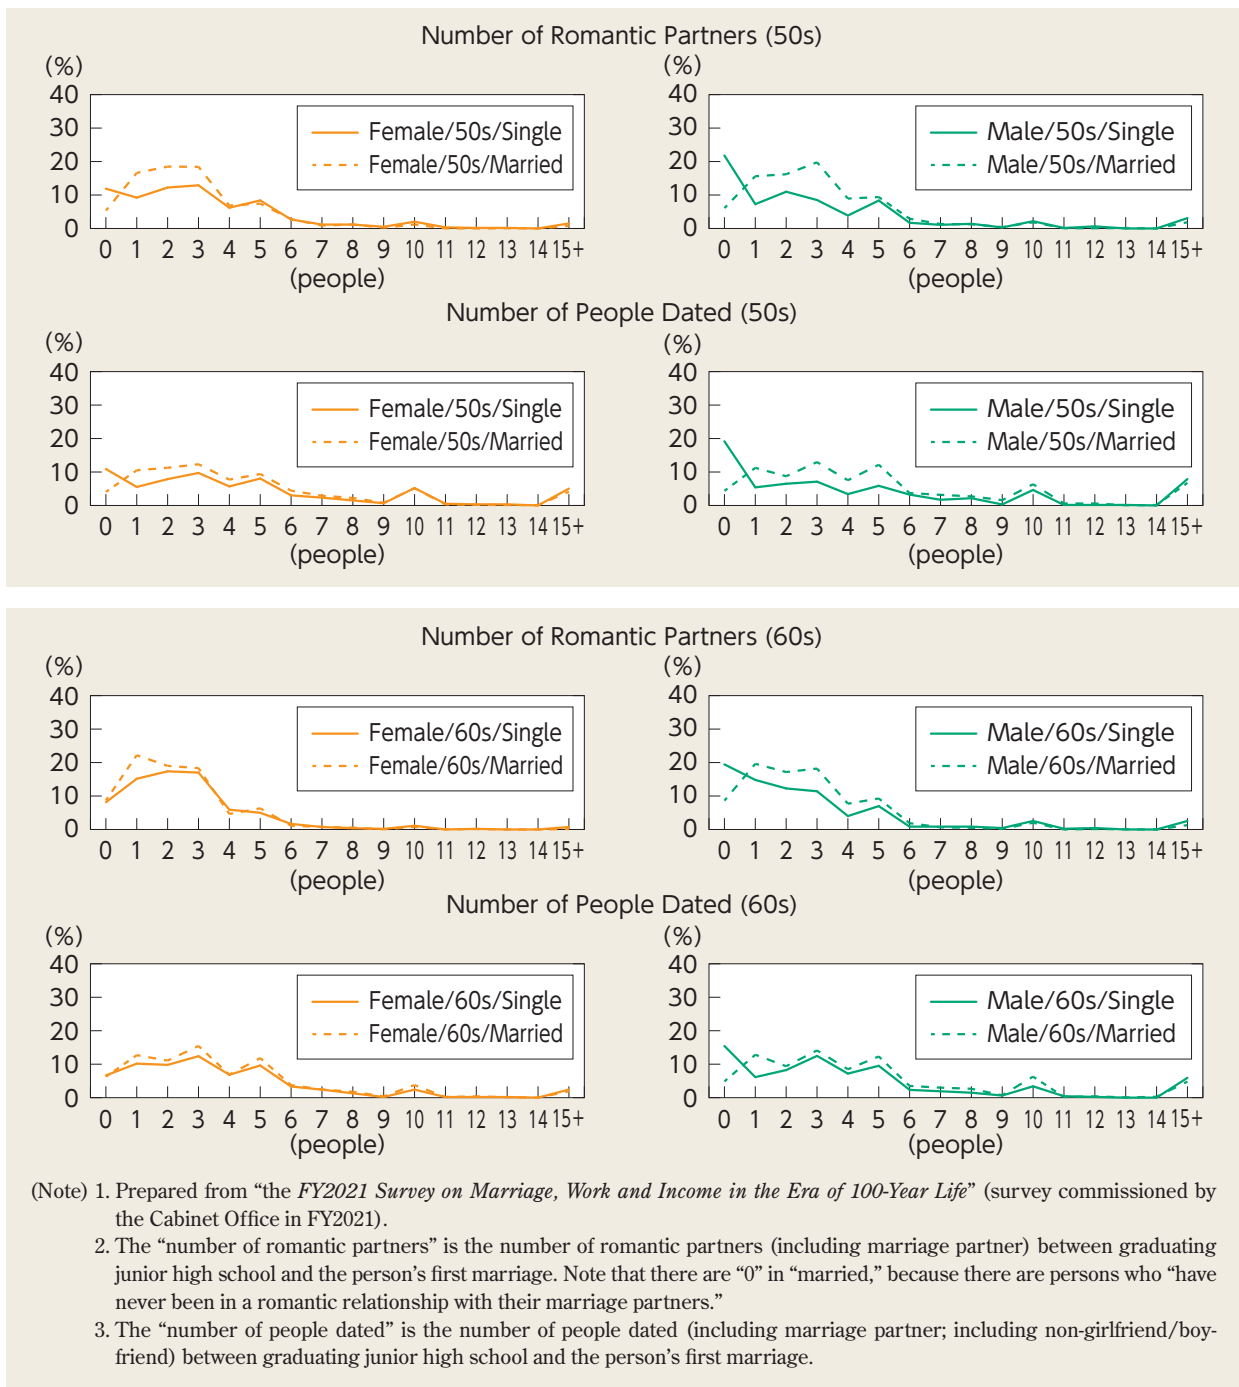 Number of Romantic Partners (50s)
(%) (%)
40 40
30 Female/50s/Single 30 Male/50s/Single
20 Female/50s/Married 20 Male/50s/Married
10 10
0 0
0 1 2 3 4 5 6 7 8 9 10 11 12 13 14 15+ 0 1 2 3 4 5 6 7 8 9 10 11 12 13 14 15+
(people) (people)
Number of People Dated (50s)
(%) (%)
40 40
30 Female/50s/Single 30 Male/50s/Single
20 Female/50s/Married 20 Male/50s/Married
10 10
0 0
0 1 2 3 4 5 6 7 8 9 10 11 12 13 14 15+ 0 1 2 3 4 5 6 7 8 9 10 11 12 13 14 15+
(people) (people)
Number of Romantic Partners (60s)
(%) (%)
40 40
30 Female/60s/Single 30 Male/60s/Single
20 Female/60s/Married 20 Male/60s/Married
10 10
0 0
0 1 2 3 4 5 6 7 8 9 10 11 12 13 14 15+ 0 1 2 3 4 5 6 7 8 9 10 11 12 13 14 15+
(people) (people)
Number of People Dated (60s)
(%) (%)
40 40
30 Female/60s/Single 30 Male/60s/Single
20 Female/60s/Married 20 Male/60s/Married
10 10
0 0
0 1 2 3 4 5 6 7 8 9 10 11 12 13 14 15+ 0 1 2 3 4 5 6 7 8 9 10 11 12 13 14 15+
(people) (people)
(Note) 1. Prepared from “the FY2021 Survey on Marriage, Work and Income in the Era of 100-Year Life” (survey commissioned by
the Cabinet Office in FY2021).
2. The “number of romantic partners” is the number of romantic partners (including marriage partner) between graduating
junior high school and the person’s first marriage. Note that there are “0” in “married,” because there are persons who “have
never been in a romantic relationship with their marriage partners.”
3. The “number of people dated” is the number of people dated (including marriage partner; including non-girlfriend/boy-
friend) between graduating junior high school and the person’s first marriage.